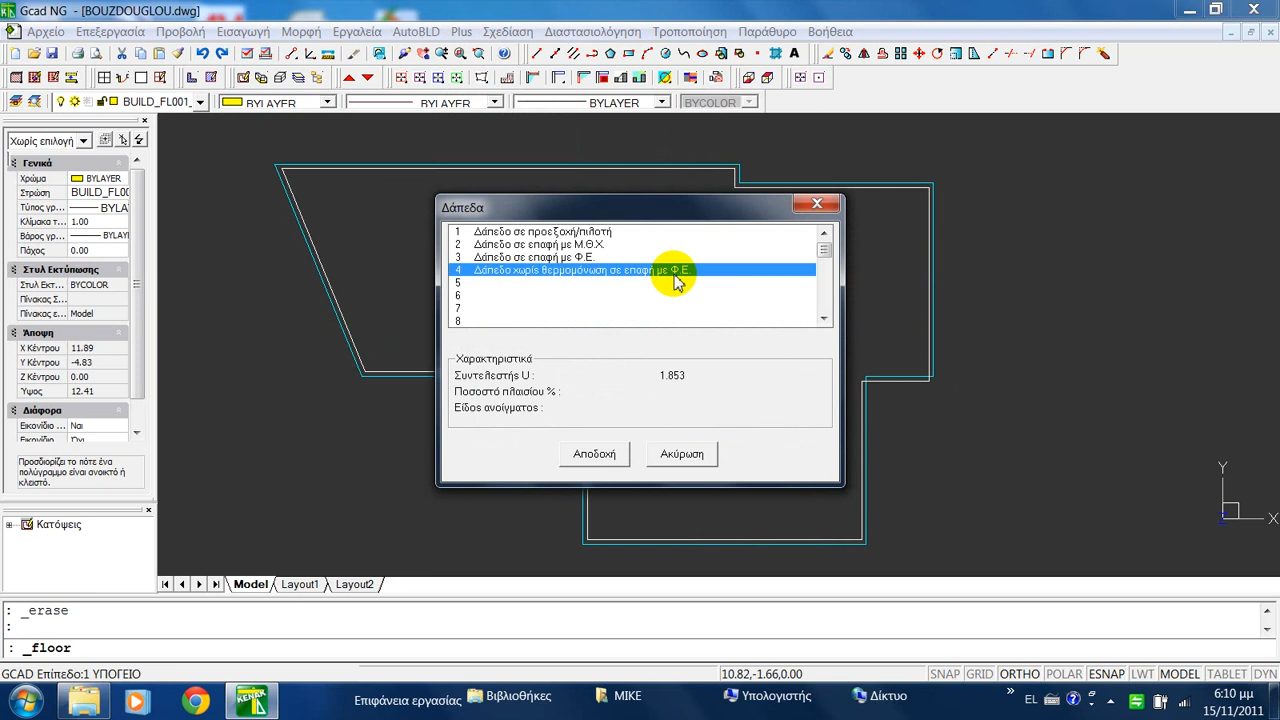 Gcad NG - [BOUZDOUGLOU.dwg]
Αρχείο Επεξεργασία Προβολή Εισαγωγή Μορφή Εργαλεία AutoBLD Plus Σχεδίαση Διαστασιολόγηση Τροποποίηση Παράθυρο Βοήθεια
BUILD_FL001_ BYLAYER BYLAYER BYLAYER BYCOLOR
Χωρίς επιλογή
Γενικά
Χρώμα BYLAYER
Στρώση BUILD_FL00
Τύπος γρ... BYLA
Κλίμακα τ... 1.00
Βάρος γρ... BYLAY
Πάχος 0.00
Στυλ Εκτύπωσης
Στυλ Εκτ... BYCOLOR
Πίνακας Σ...
Πίνακας ε... Model
Άποψη
Χ Κέντρου 11.89
Υ Κέντρου -4.83
Ζ Κέντρου 0.00
Ύψος 12.41
Διάφορα
Εικονίδιο ... Ναι
Εικονίδιο ... Όχι
Προσδιορίζει το πότε ένα
πολύγραμμο είναι ανοικτό ή
κλειστό.
Κατόψεις
Δάπεδα
1 Δάπεδο σε προεξοχή/πιλοτή
2 Δάπεδο σε επαφή με Μ.Θ.Χ.
3 Δάπεδο σε επαφή με Φ.Ε.
4 Δάπεδο χωρίς θερμομόνωση σε επαφή με Φ.Ε.
5
6
7
8
Χαρακτηριστικά
Συντελεστής U : 1.853
Ποσοστό πλαισίου % :
Είδος ανοίγματος :
Αποδοχή Ακύρωση
Y
Z X
Model Layout1 Layout2
: _erase
:
: _floor
GCAD Επίπεδο:1 ΥΠΟΓΕΙΟ 10.82,-1.66,0.00 SNAP GRID ORTHO POLAR ESNAP LWT MODEL TABLET DYN
KENAK Επιφάνεια εργασίας Βιβλιοθήκες MIKE Υπολογιστής Δίκτυο » EL 6:10 μμ
15/11/2011